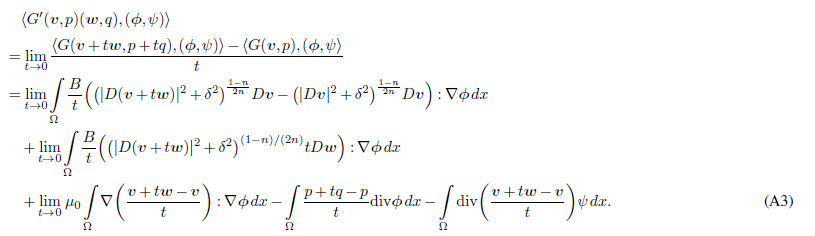 ⟨G′(v,p)(w,q),(ϕ,ψ)⟩
= lim_{t→0} (⟨G(v+tw,p+tq),(ϕ,ψ)⟩ − ⟨G(v,p),(ϕ,ψ⟩) / t
= lim_{t→0} ∫_Ω B/t ((|D(v+tw)|² + δ²)^{(1−n)/2n} Dv − (|Dv|² + δ²)^{(1−n)/2n} Dv) : ∇ϕ dx
+ lim_{t→0} ∫_Ω B/t ((|D(v+tw)|² + δ²)^{(1−n)/(2n)} tDw) : ∇ϕ dx
+ lim_{t→0} μ₀ ∫_Ω ∇((v+tw−v)/t) : ∇ϕ dx − ∫_Ω (p+tq−p)/t divϕ dx − ∫_Ω div((v+tw−v)/t) ψ dx. (A3)